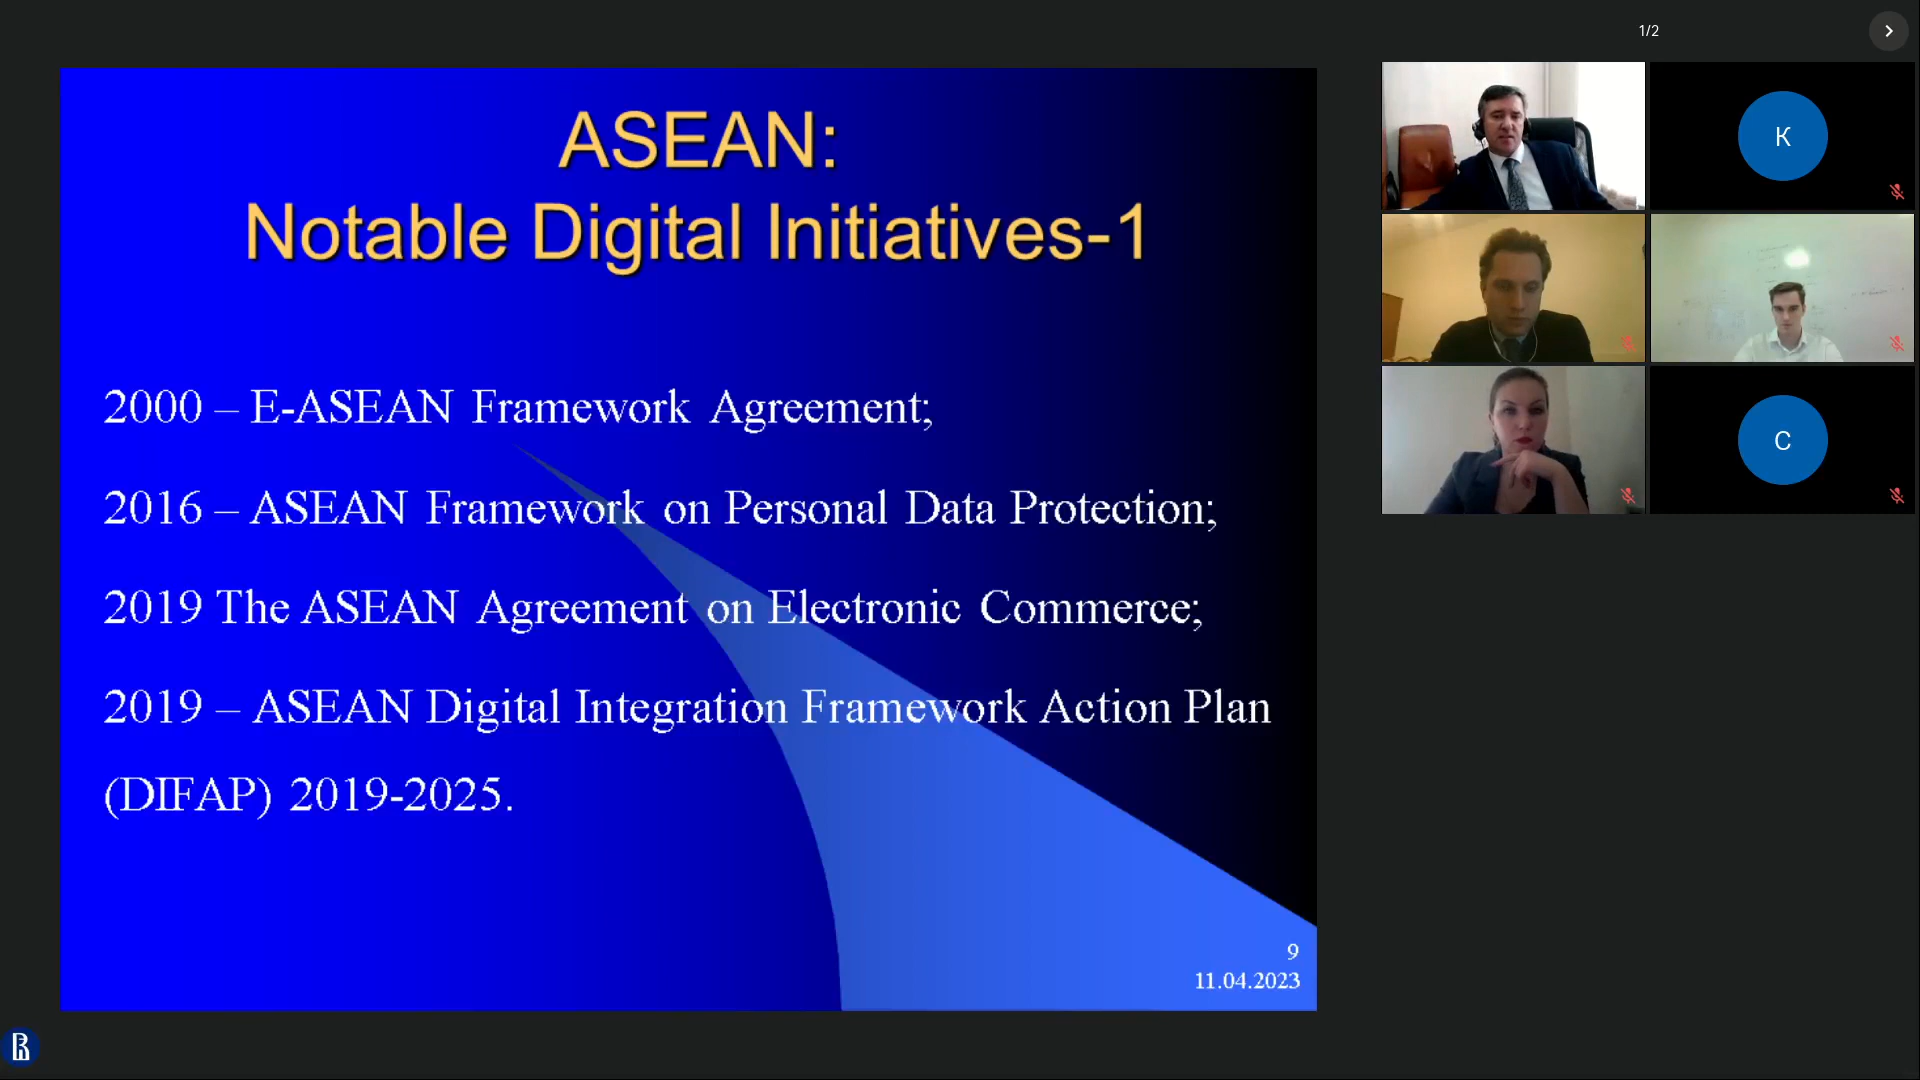 1/2
ASEAN:
Notable Digital Initiatives-1
2000 – E-ASEAN Framework Agreement;
2016 – ASEAN Framework on Personal Data Protection;
2019 The ASEAN Agreement on Electronic Commerce;
2019 – ASEAN Digital Integration Framework Action Plan
(DIFAP) 2019-2025.
9
11.04.2023
К
С